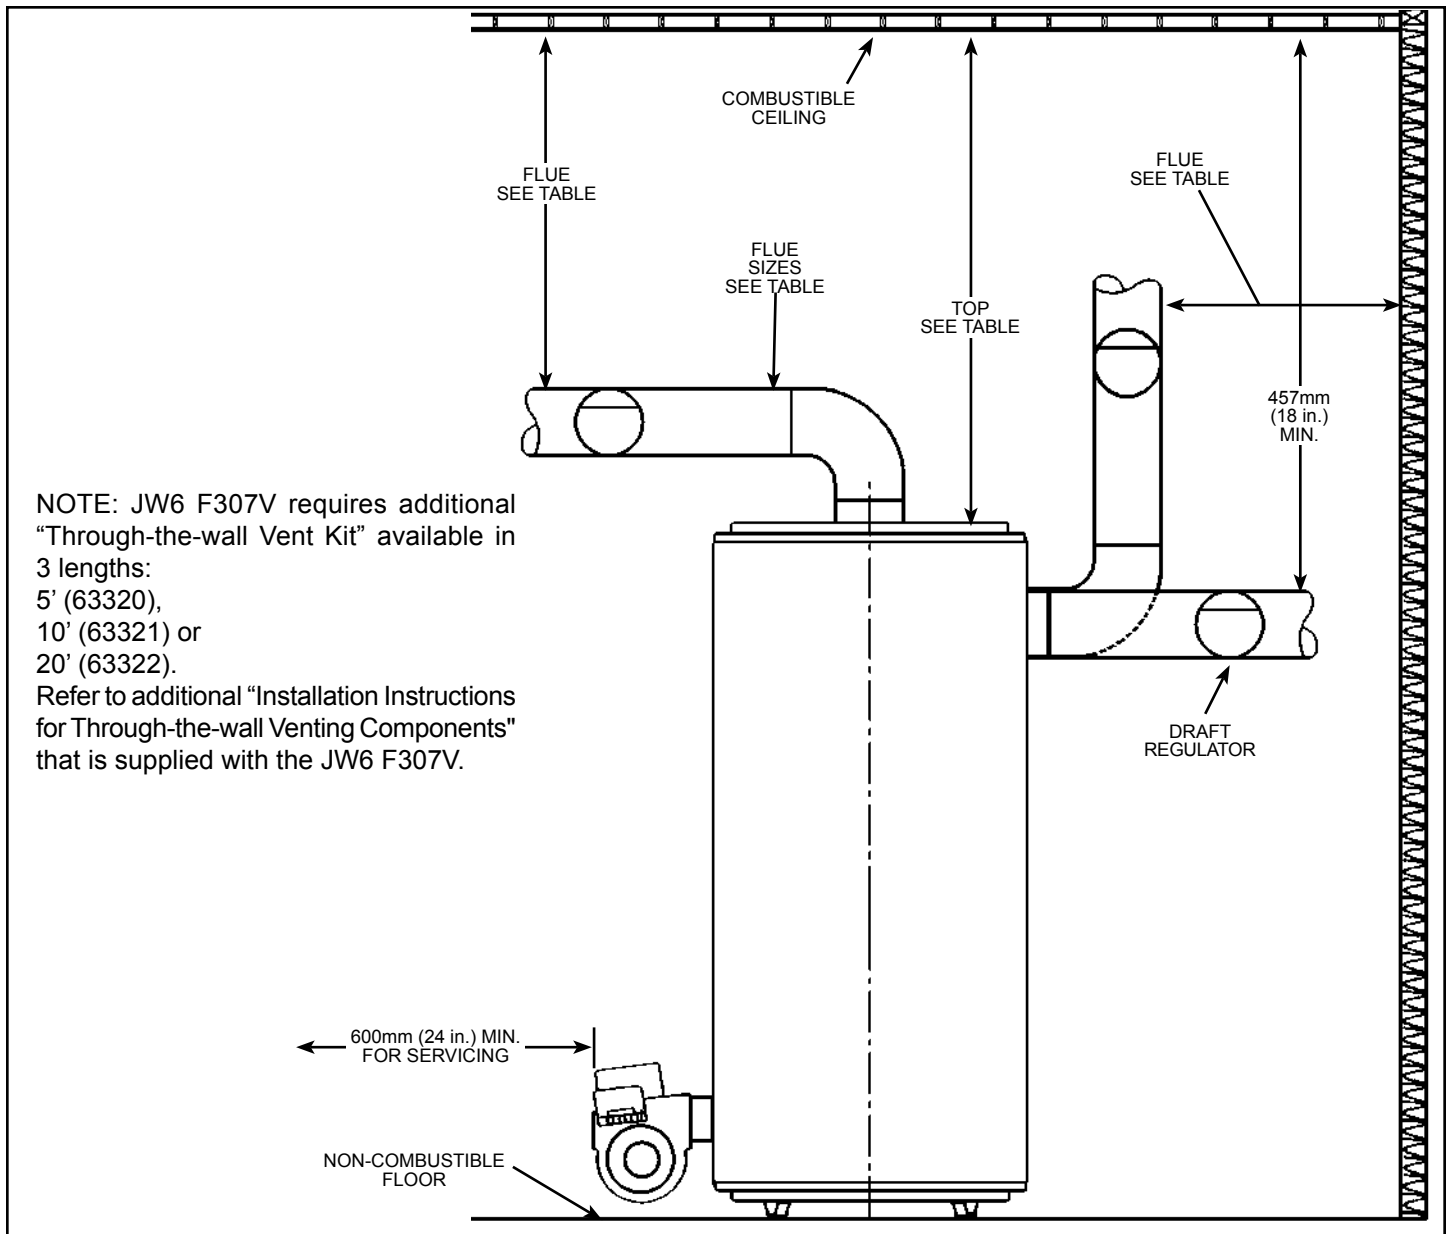 COMBUSTIBLE
CEILING
FLUE
SEE TABLE
FLUE
SEE TABLE
FLUE
SIZES
SEE TABLE
TOP
SEE TABLE
457mm
(18 in.)
MIN.
NOTE: JW6 F307V requires additional
“Through-the-wall Vent Kit” available in
3 lengths:
5’ (63320),
10’ (63321) or
20’ (63322).
Refer to additional “Installation Instructions
for Through-the-wall Venting Components"
that is supplied with the JW6 F307V.
DRAFT
REGULATOR
600mm (24 in.) MIN.
FOR SERVICING
NON-COMBUSTIBLE
FLOOR